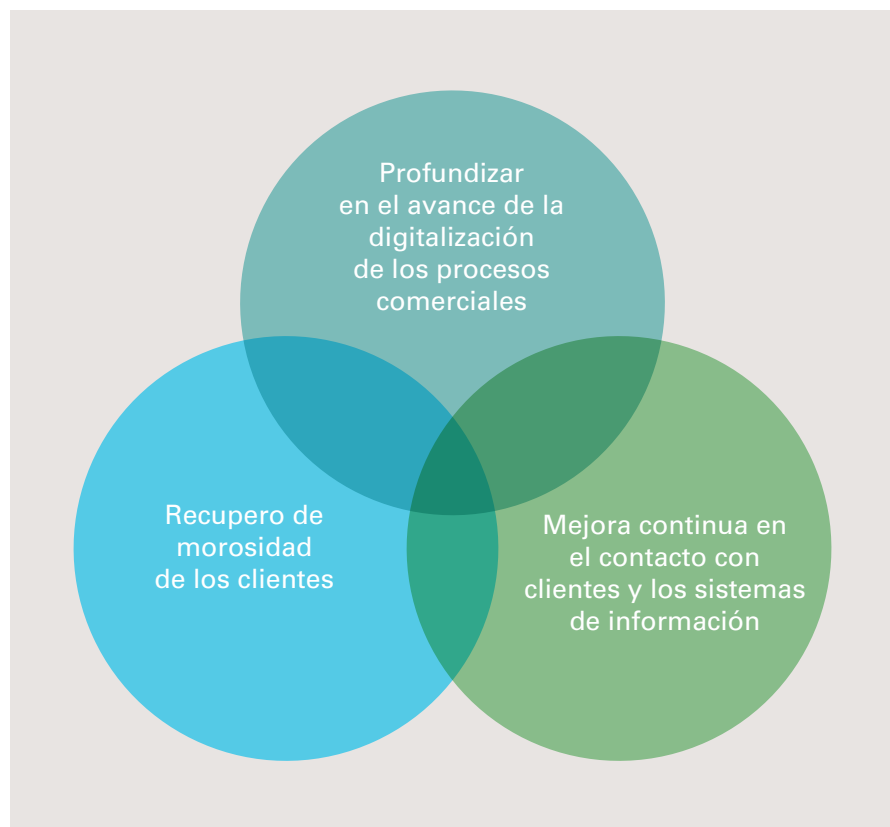 Profundizar
en el avance de la
digitalización
de los procesos
comerciales
Recupero de
morosidad
de los clientes
Mejora continua en
el contacto con
clientes y los sistemas
de información